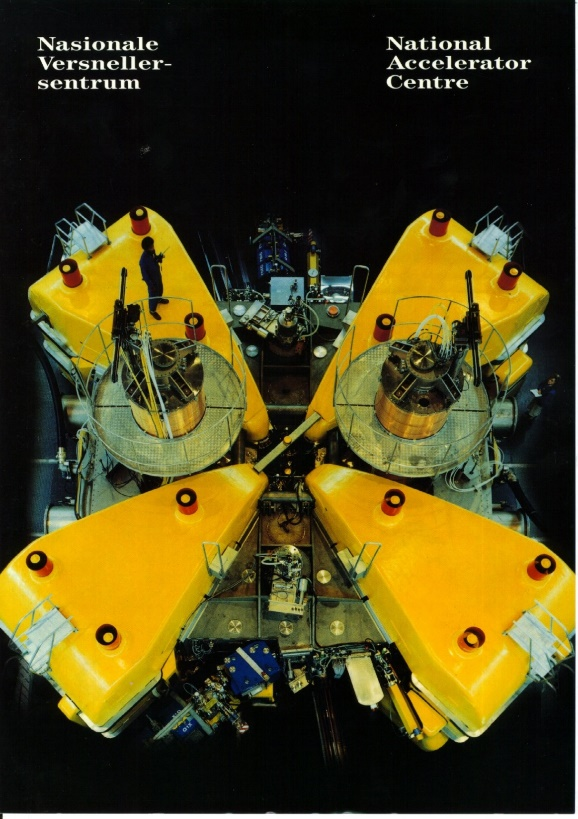 Nasionale
Versneller-
sentrum
National
Accelerator
Centre